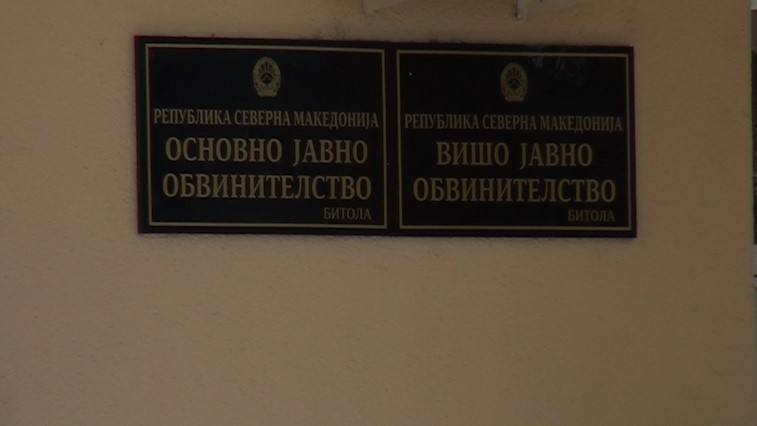 РЕПУБЛИКА СЕВЕРНА МАКЕДОНИЈА
ОСНОВНО ЈАВНО
ОБВИНИТЕЛСТВО
БИТОЛА
РЕПУБЛИКА СЕВЕРНА МАКЕДОНИЈА
ВИШО ЈАВНО
ОБВИНИТЕЛСТВО
БИТОЛА